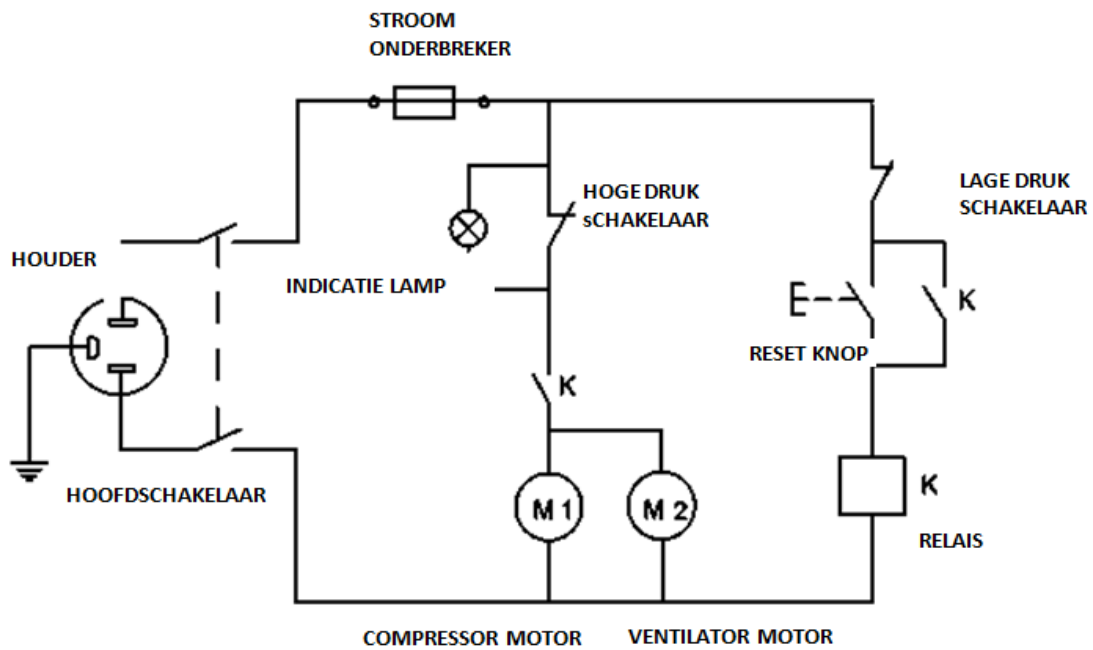 STROOM
ONDERBREKER
HOGE DRUK
sCHAKELAAR
LAGE DRUK
SCHAKELAAR
HOUDER
INDICATIE LAMP
K
RESET KNOP
K
HOOFDSCHAKELAAR
M 1
M 2
K
RELAIS
COMPRESSOR MOTOR
VENTILATOR MOTOR